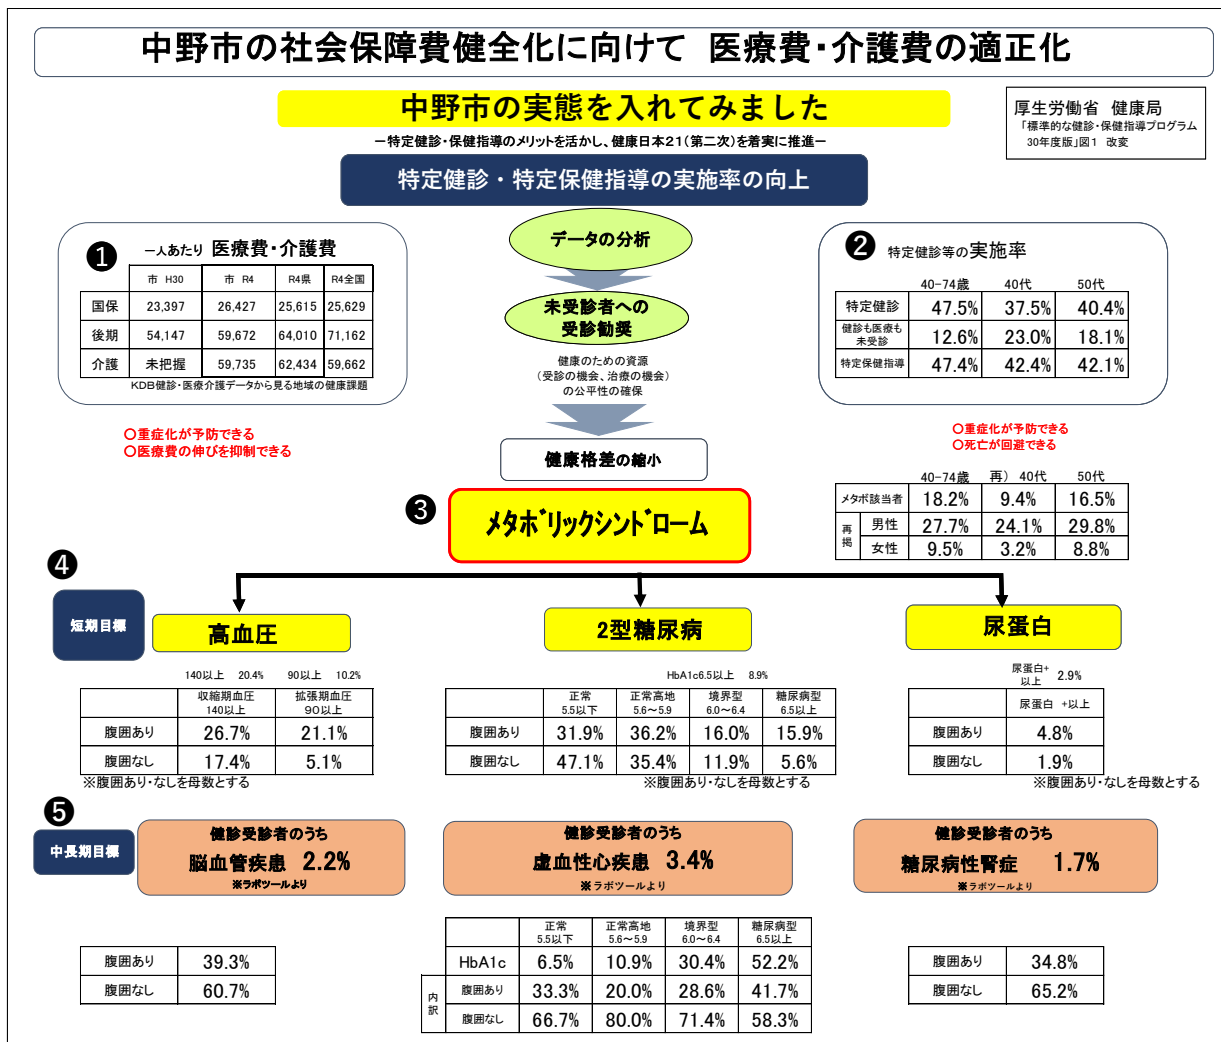 中野市の社会保障費健全化に向けて 医療費・介護費の適正化
中野市の実態を入れてみました
厚生労働省 健康局
「標準的な健診・保健指導プログラム
30年度版」図1 改変
－特定健診・保健指導のメリットを活かし、健康日本21(第二次)を着実に推進－
特定健診・特定保健指導の実施率の向上
❶ 一人あたり 医療費・介護費
市 H30 市 R4 R4県 R4全国
国保 23,397 26,427 25,615 25,629
後期 54,147 59,672 64,010 71,162
介護 未把握 59,735 62,434 59,662
KDB健診・医療介護データから見る地域の健康課題
〇重症化が予防できる
〇医療費の伸びを抑制できる
データの分析
未受診者への
受診勧奨
健康のための資源
(受診の機会、治療の機会)
の公平性の確保
健康格差の縮小
❷ 特定健診等の実施率
40-74歳 40代 50代
特定健診 47.5% 37.5% 40.4%
健診も医療も
未受診 12.6% 23.0% 18.1%
特定保健指導 47.4% 42.4% 42.1%
〇重症化が予防できる
〇死亡が回避できる
❸ メタボリックシンドローム
40-74歳 再) 40代 50代
メタボ該当者 18.2% 9.4% 16.5%
再掲 男性 27.7% 24.1% 29.8%
女性 9.5% 3.2% 8.8%
❹
短期目標
高血圧
140以上 20.4% 90以上 10.2%
収縮期血圧 拡張期血圧
140以上 90以上
腹囲あり 26.7% 21.1%
腹囲なし 17.4% 5.1%
※腹囲あり・なしを母数とする
2型糖尿病
HbA1c6.5以上 8.9%
正常 正常高地 境界型 糖尿病型
5.5以下 5.6～5.9 6.0～6.4 6.5以上
腹囲あり 31.9% 36.2% 16.0% 15.9%
腹囲なし 47.1% 35.4% 11.9% 5.6%
※腹囲あり・なしを母数とする
尿蛋白
尿蛋白+
以上 2.9%
尿蛋白 +以上
腹囲あり 4.8%
腹囲なし 1.9%
※腹囲あり・なしを母数とする
❺
中長期目標
健診受診者のうち
脳血管疾患 2.2%
※ラボツールより
腹囲あり 39.3%
腹囲なし 60.7%
健診受診者のうち
虚血性心疾患 3.4%
※ラボツールより
正常 正常高地 境界型 糖尿病型
5.5以下 5.6～5.9 6.0～6.4 6.5以上
HbA1c 6.5% 10.9% 30.4% 52.2%
内訳 腹囲あり 33.3% 20.0% 28.6% 41.7%
腹囲なし 66.7% 80.0% 71.4% 58.3%
健診受診者のうち
糖尿病性腎症 1.7%
※ラボツールより
腹囲あり 34.8%
腹囲なし 65.2%